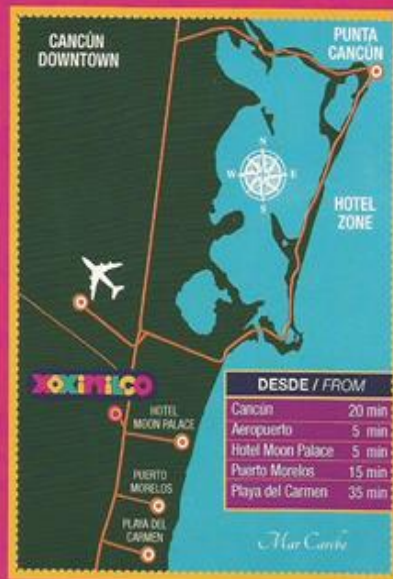 CANCÚN
DOWNTOWN
PUNTA
CANCÚN
N
W E
S
HOTEL
ZONE
XOXIMILCO
HOTEL
MOON PALACE
PUERTO
MORELOS
PLAYA DEL
CARMEN
DESDE / FROM
Cancún 20 min
Aeropuerto 5 min
Hotel Moon Palace 5 min
Puerto Morelos 15 min
Playa del Carmen 35 min
Mar Caribe